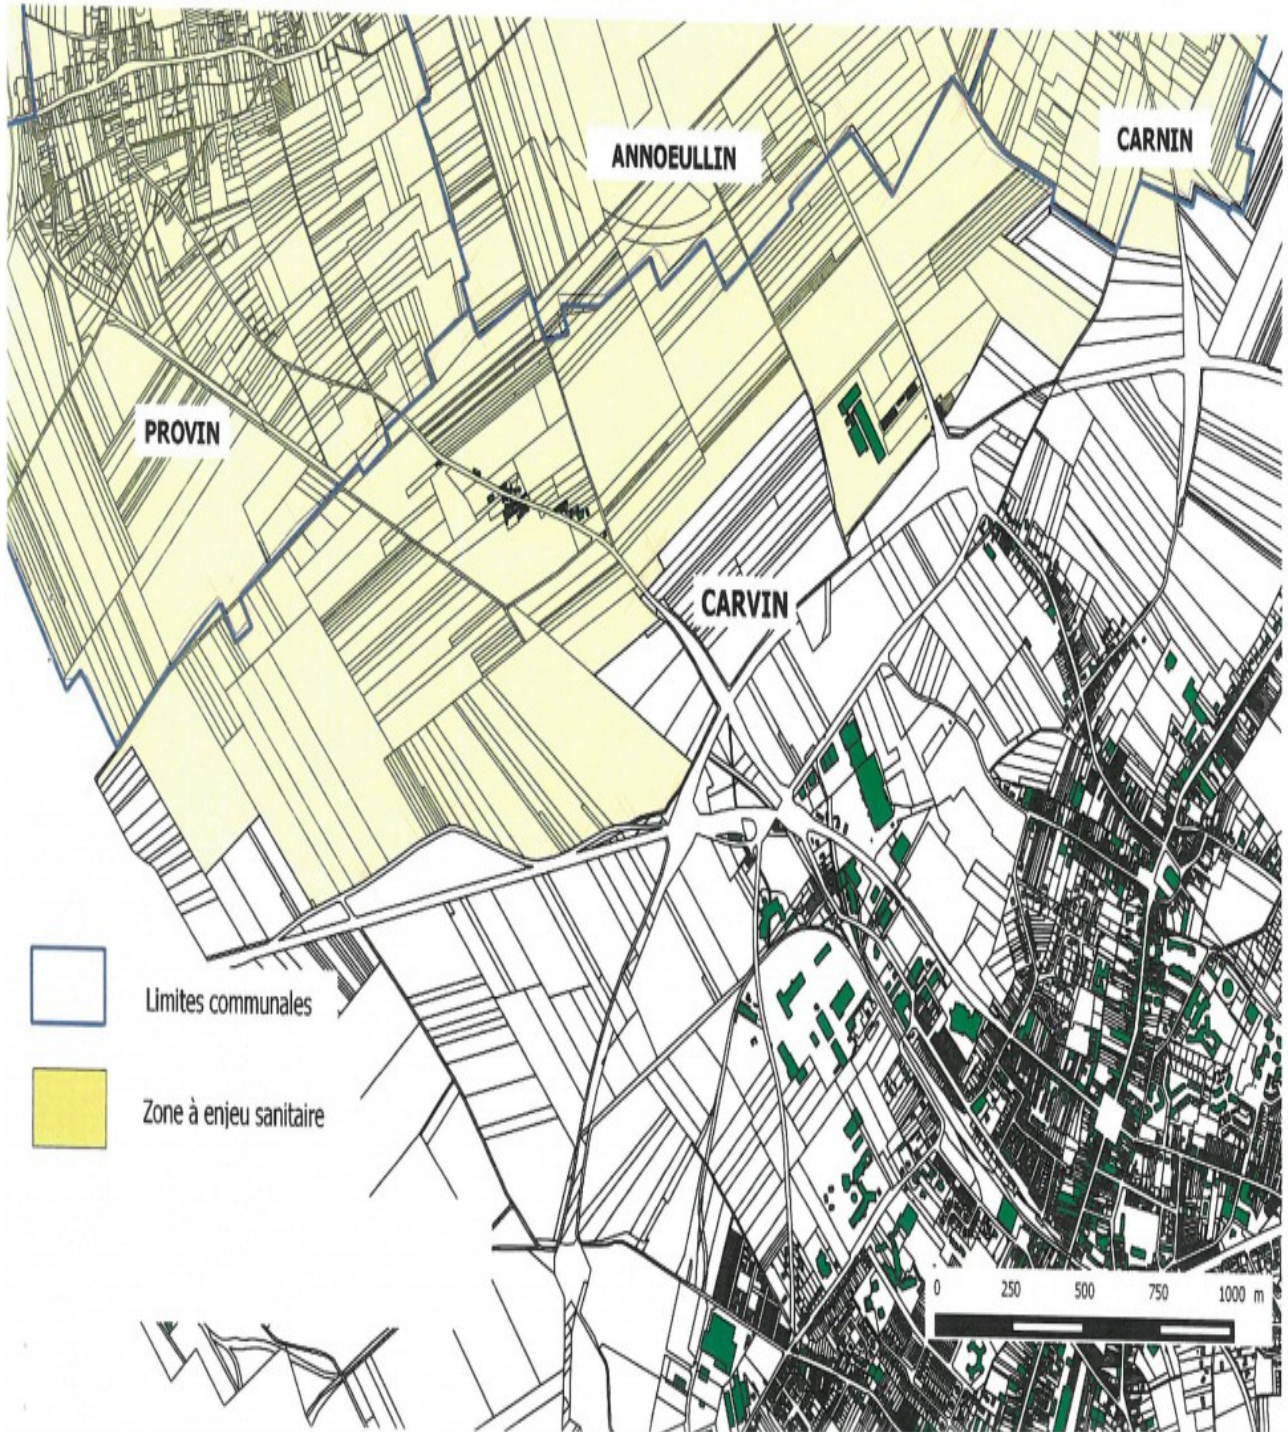 ANNOEULLIN
CARNIN
PROVIN
CARVIN
Limites communales
Zone à enjeu sanitaire
0 250 500 750 1000 m